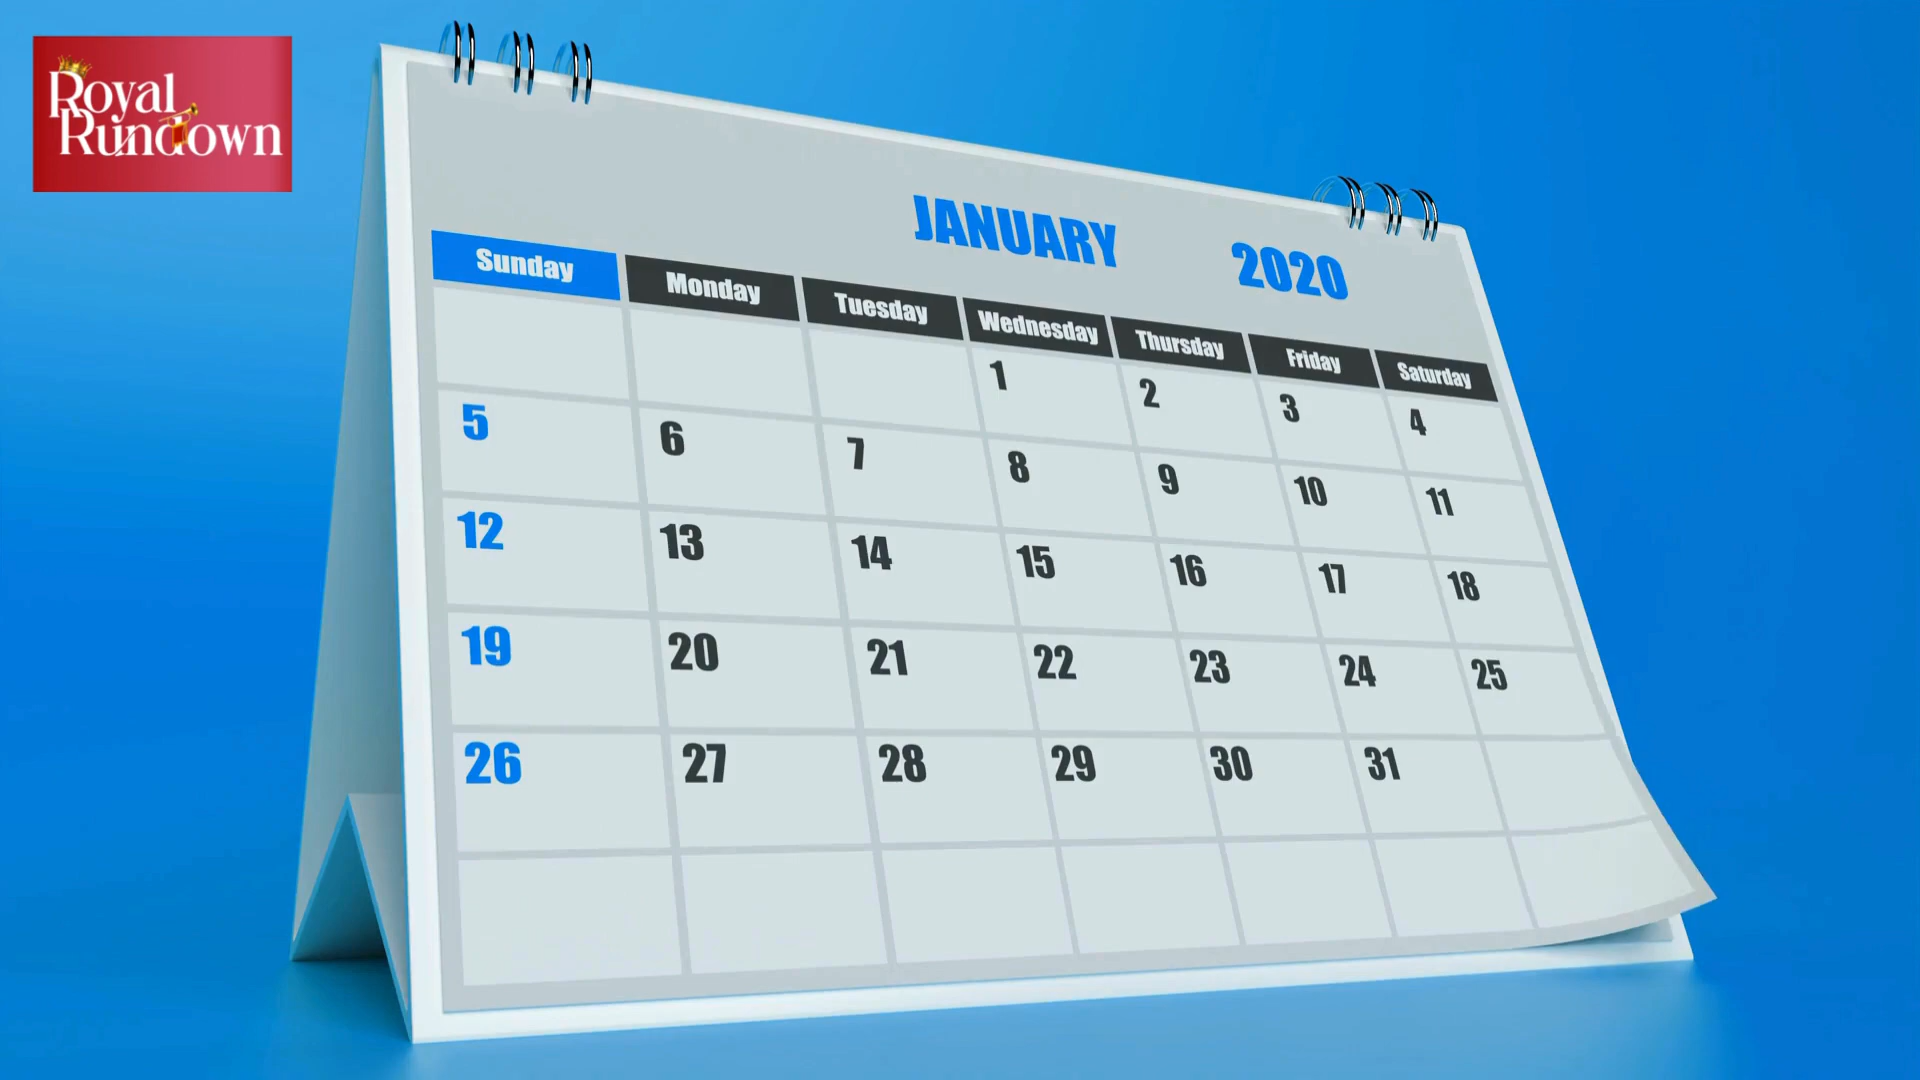 Royal
Rundown
JANUARY 2020
Sunday Monday Tuesday Wednesday Thursday Friday Saturday
1 2 3 4
5 6 7 8 9 10 11
12 13 14 15 16 17 18
19 20 21 22 23 24 25
26 27 28 29 30 31